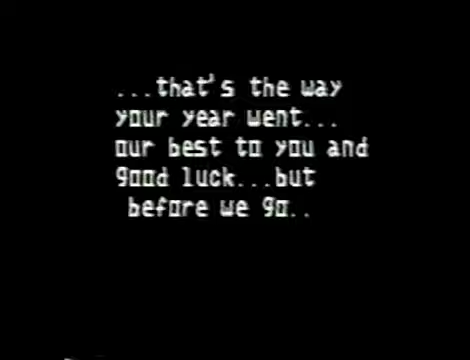 ...that's the way
your year went...
our best to you and
good luck...but
before we go..